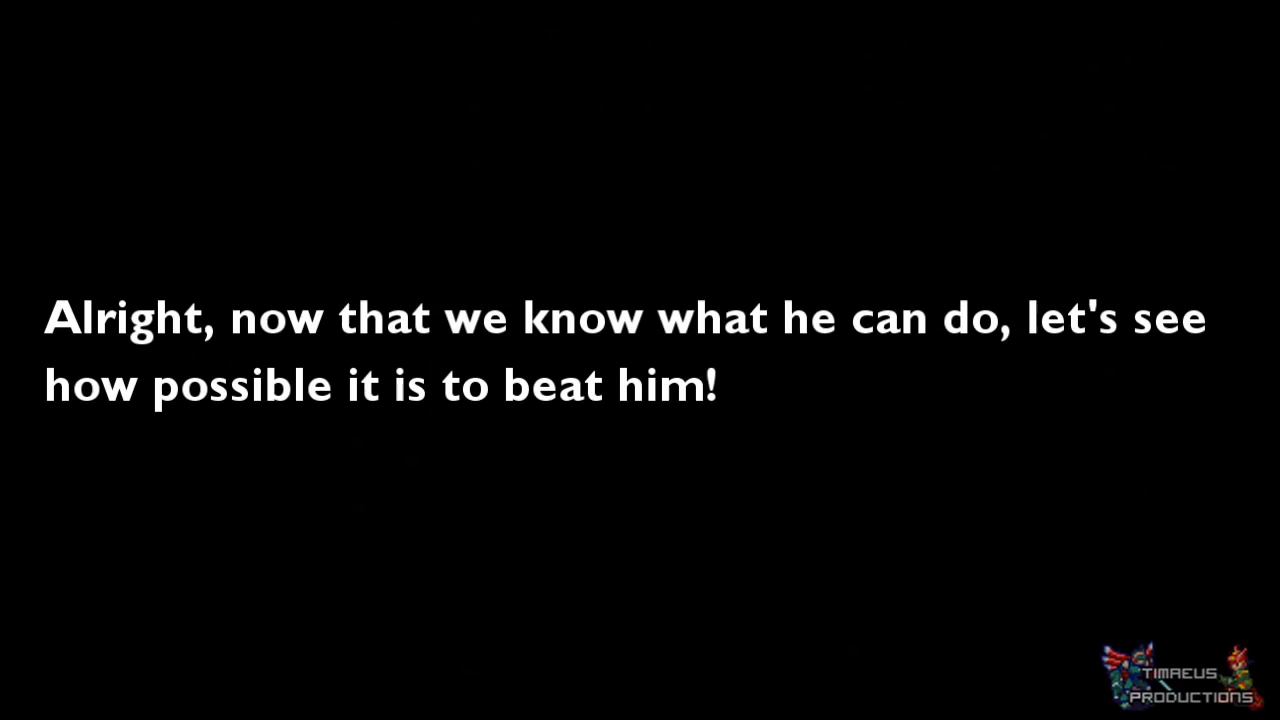 Alright, now that we know what he can do, let's see
how possible it is to beat him!
TIMAEUS
PRODUCTIONS